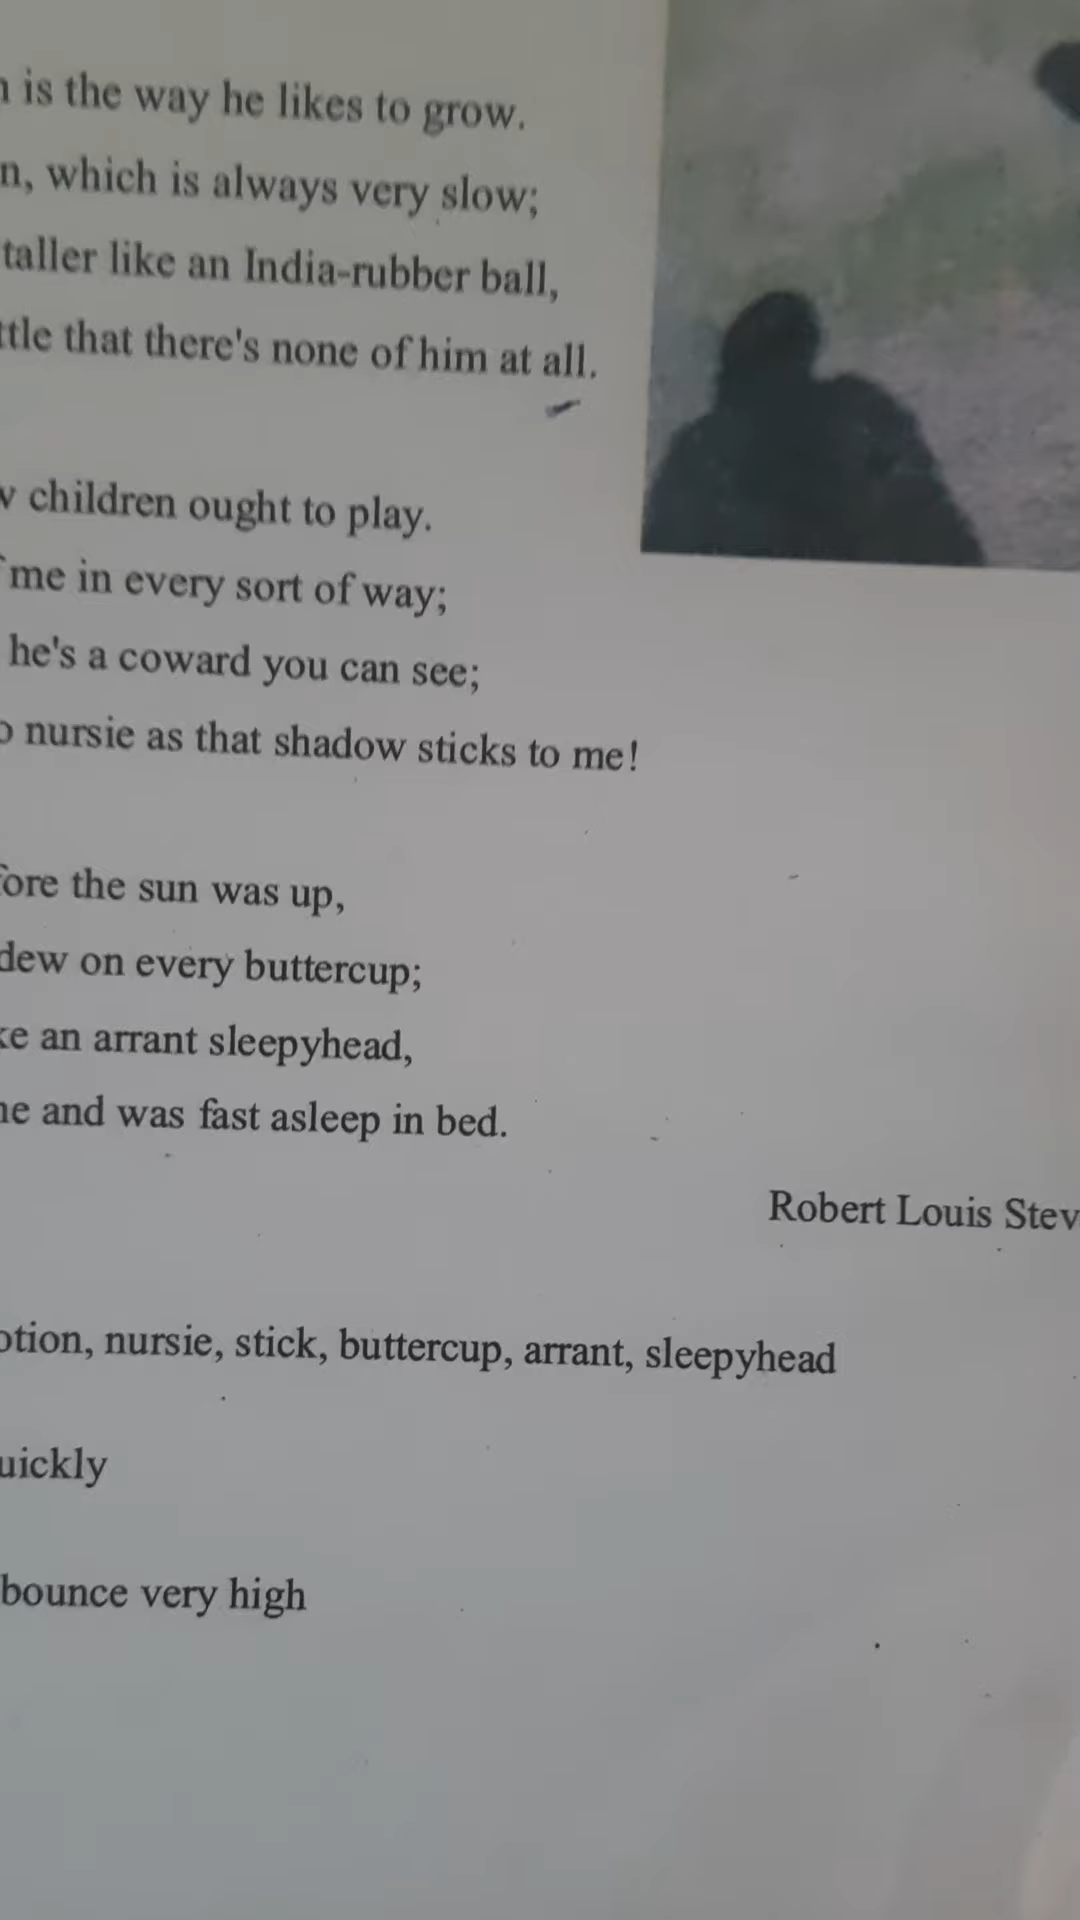 is the way he likes to grow.
which is always very slow;
taller like an India-rubber ball,
that there's none of him at all.
children ought to play.
me in every sort of way;
he's a coward you can see;
nursie as that shadow sticks to me!
the sun was up,
dew on every buttercup;
an arrant sleepyhead,
and was fast asleep in bed.
Robert Louis Stev
otion, nursie, stick, buttercup, arrant, sleepyhead
uickly
bounce very high